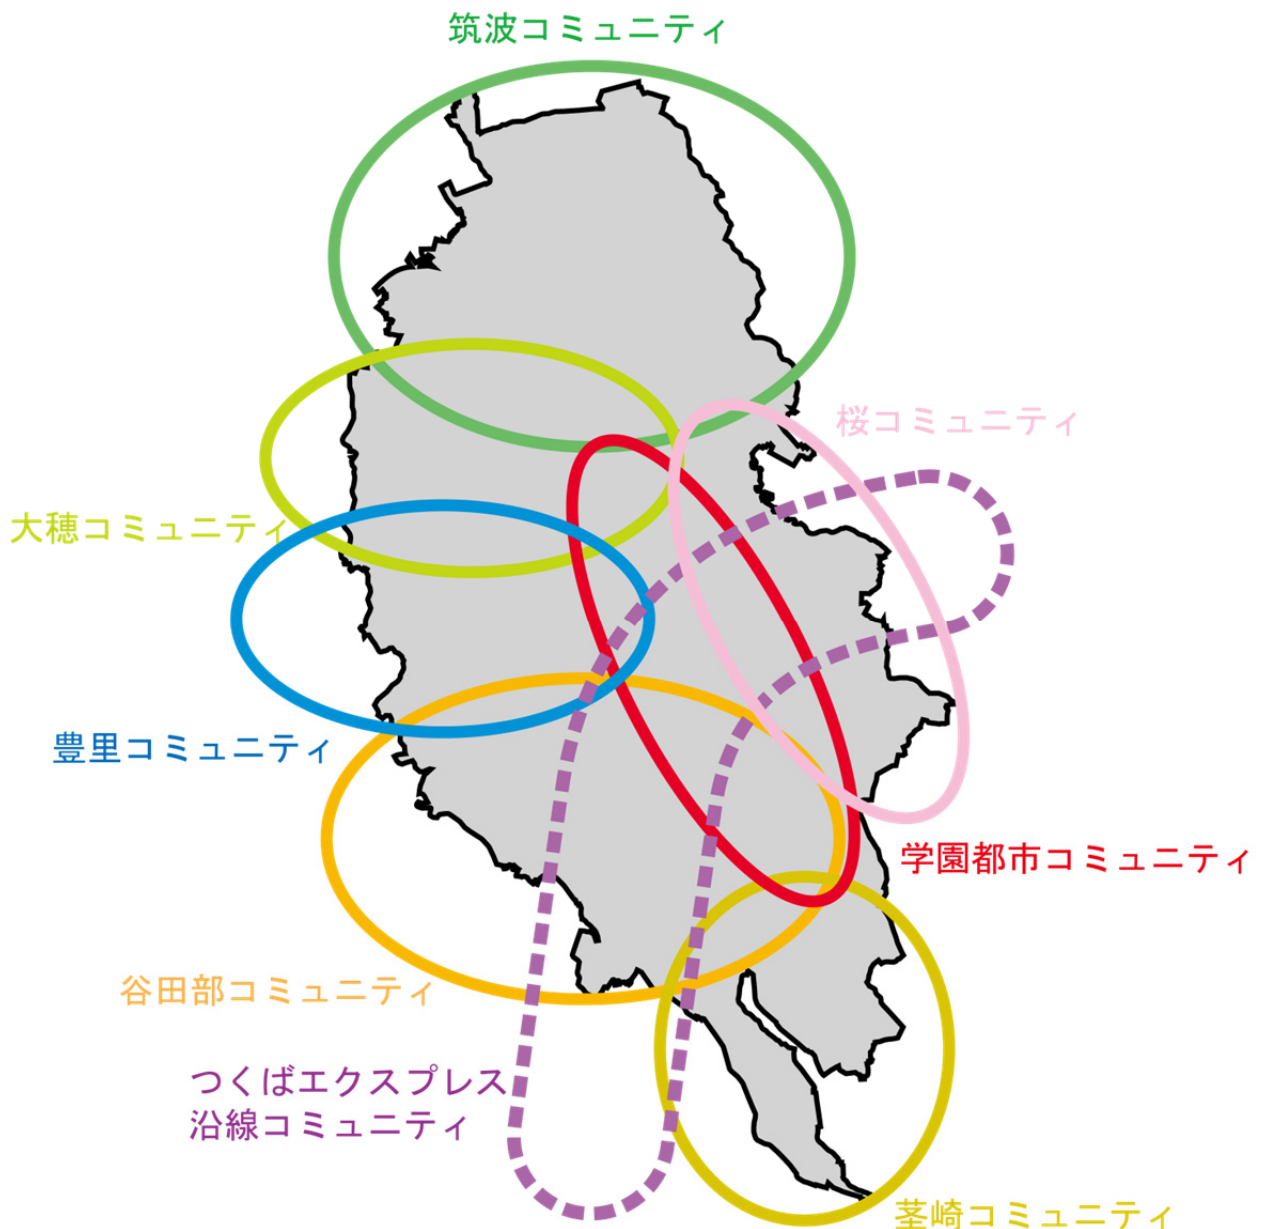 筑波コミュニティ
桜コミュニティ
大穂コミュニティ
豊里コミュニティ
学園都市コミュニティ
谷田部コミュニティ
つくばエクスプレス
沿線コミュニティ
茎崎コミュニティ